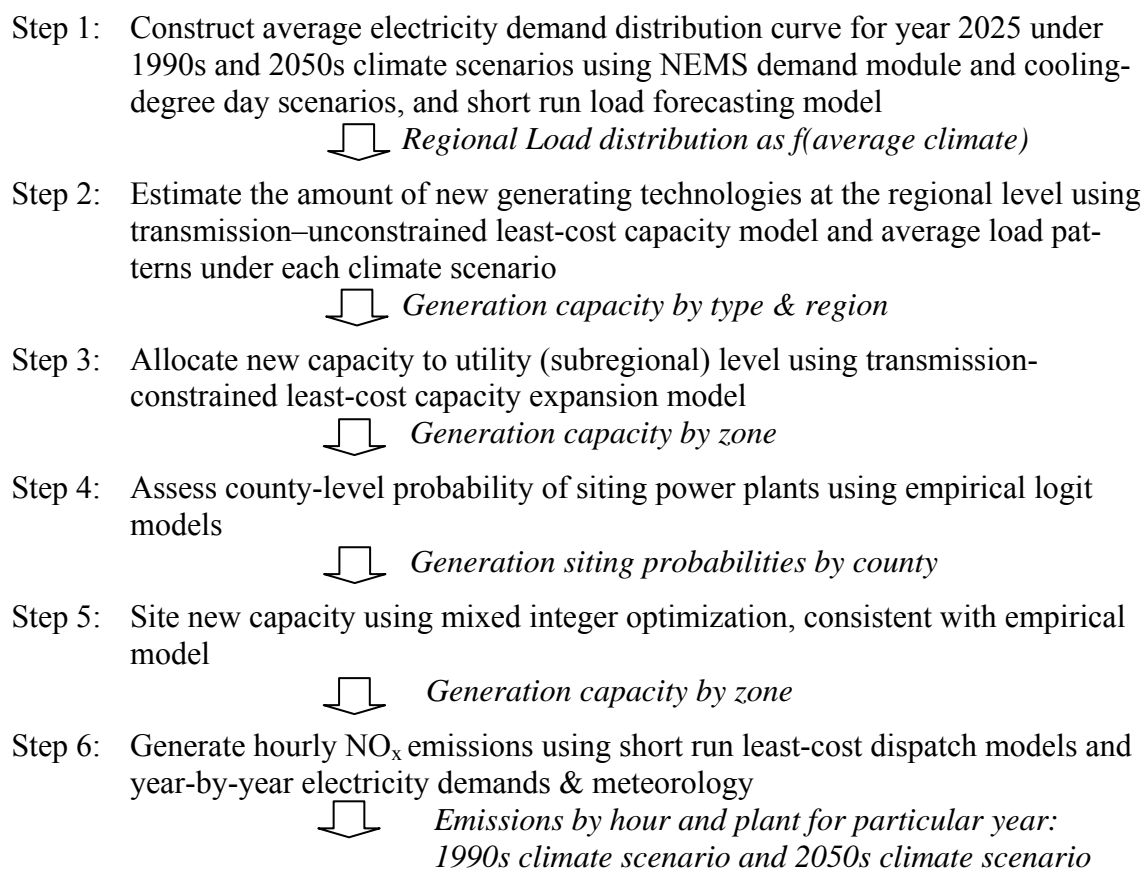 Step 1: Construct average electricity demand distribution curve for year 2025 under
1990s and 2050s climate scenarios using NEMS demand module and cooling-
degree day scenarios, and short run load forecasting model
Regional Load distribution as f(average climate)
Step 2: Estimate the amount of new generating technologies at the regional level using
transmission–unconstrained least-cost capacity model and average load pat-
terns under each climate scenario
Generation capacity by type & region
Step 3: Allocate new capacity to utility (subregional) level using transmission-
constrained least-cost capacity expansion model
Generation capacity by zone
Step 4: Assess county-level probability of siting power plants using empirical logit
models
Generation siting probabilities by county
Step 5: Site new capacity using mixed integer optimization, consistent with empirical
model
Generation capacity by zone
Step 6: Generate hourly NOx emissions using short run least-cost dispatch models and
year-by-year electricity demands & meteorology
Emissions by hour and plant for particular year:
1990s climate scenario and 2050s climate scenario